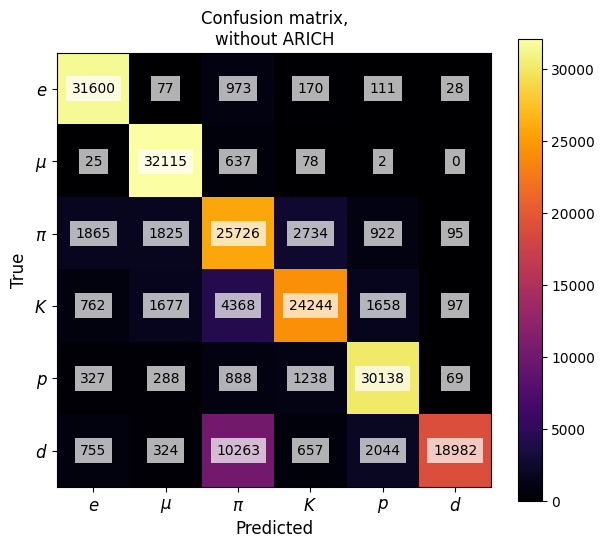 Confusion matrix,
without ARICH
True
e 31600 77 973 170 111 28
μ 25 32115 637 78 2 0
π 1865 1825 25726 2734 922 95
K 762 1677 4368 24244 1658 97
p 327 288 888 1238 30138 69
d 755 324 10263 657 2044 18982
e μ π K p d
Predicted
30000
25000
20000
15000
10000
5000
0